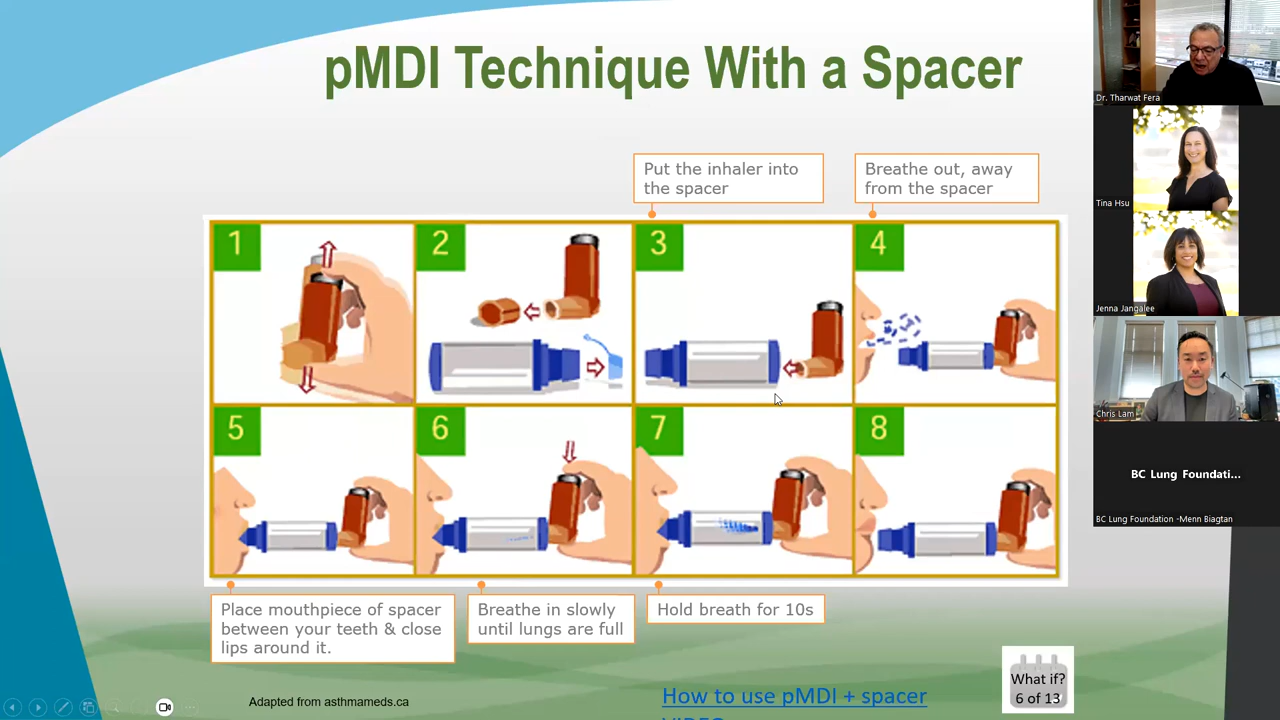 pMDI Technique With a Spacer
Put the inhaler into
the spacer
Breathe out, away
from the spacer
1
2
3
4
5
6
7
8
Place mouthpiece of spacer
between your teeth & close
lips around it.
Breathe in slowly
until lungs are full
Hold breath for 10s
Adapted from asthmameds.ca
How to use pMDI + spacer
VIDEO
What if?
6 of 13
Dr. Tharwat Fera
Tina Hsu
Jenna Jangalee
Chris Lam
BC Lung Foundati...
BC Lung Foundation -Menn Biagtan